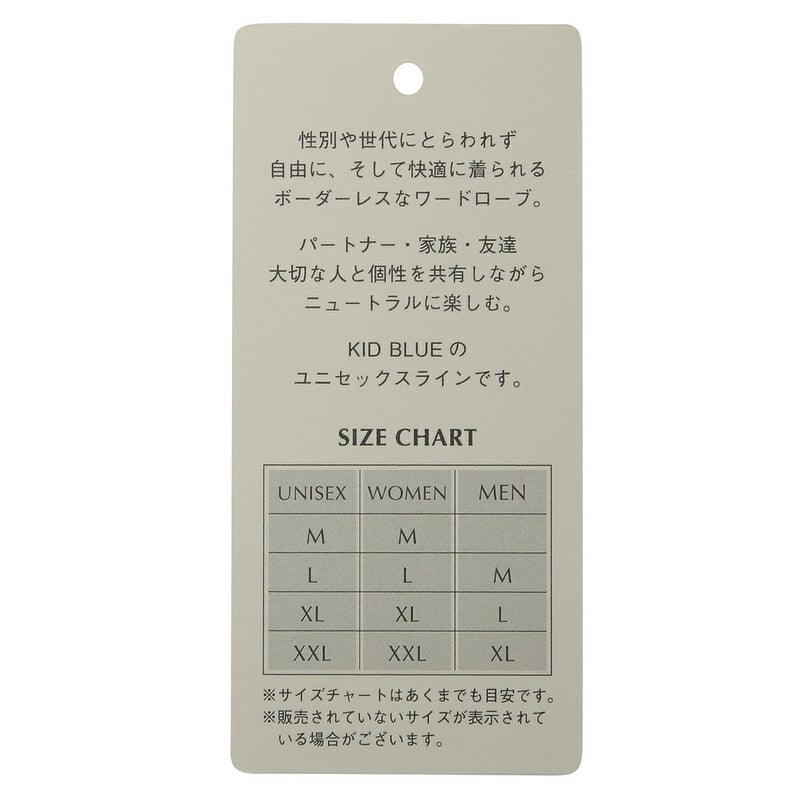 性別や世代にとらわれず
自由に、そして快適に着られる
ボーダーレスなワードローブ。
パートナー・家族・友達
大切な人と個性を共有しながら
ニュートラルに楽しむ。
KID BLUEの
ユニセックスラインです。
SIZE CHART
UNISEX WOMEN MEN
M M
L L M
XL XL L
XXL XXL XL
※サイズチャートはあくまでも目安です。
※販売されていないサイズが表示されて
いる場合がございます。